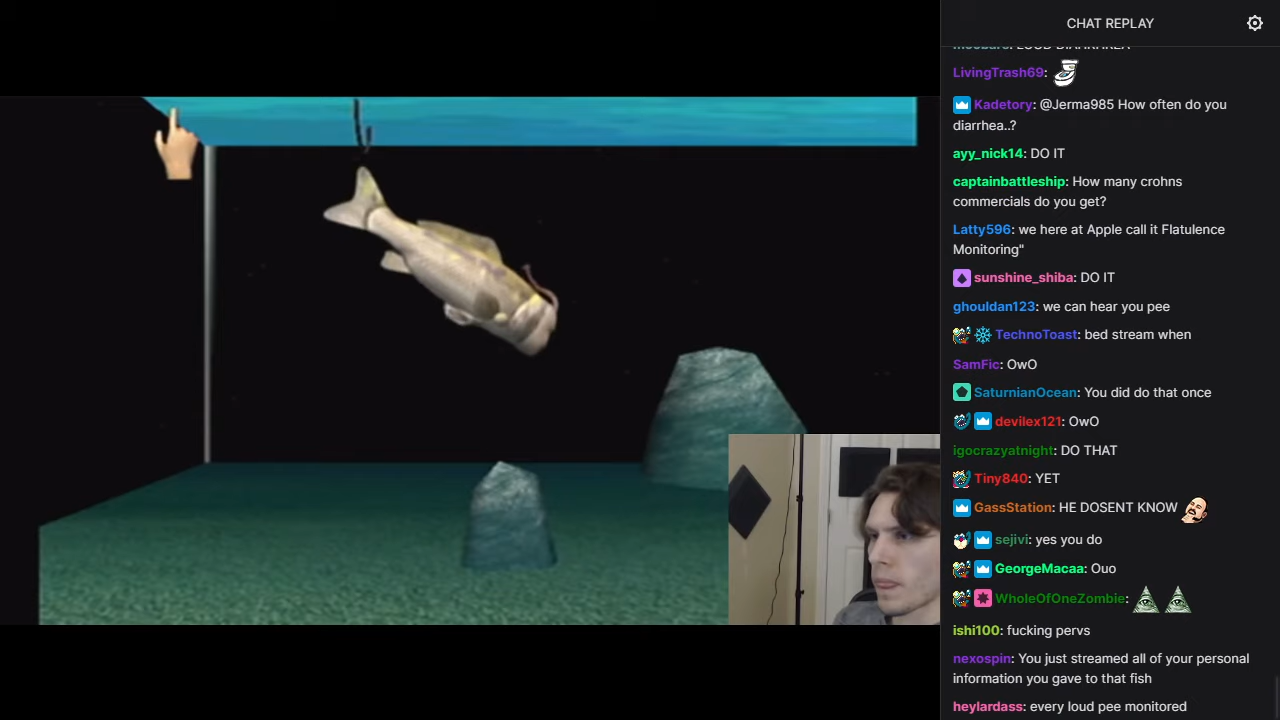 CHAT REPLAY
LivingTrash69:
Kadetory: @Jerma985 How often do you
diarrhea..?
ayy_nick14: DO IT
captainbattleship: How many crohns
commercials do you get?
Latty596: we here at Apple call it Flatulence
Monitoring"
sunshine_shiba: DO IT
ghouldan123: we can hear you pee
TechnoToast: bed stream when
SamFic: OwO
SaturnianOcean: You did do that once
devilex121: OwO
igocrazyatnight: DO THAT
Tiny840: YET
GassStation: HE DOSENT KNOW
sejivi: yes you do
GeorgeMacaa: Ouo
WholeOfOneZombie:
ishi100: fucking pervs
nexospin: You just streamed all of your personal
information you gave to that fish
heylardass: every loud pee monitored